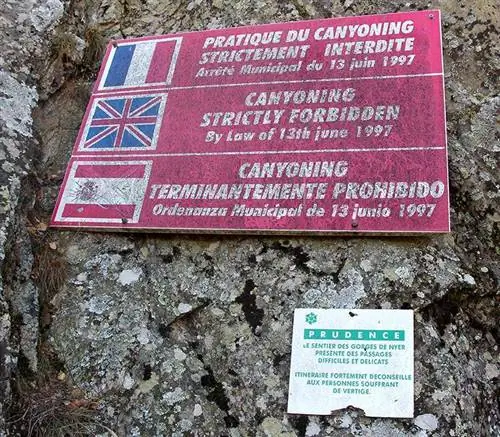 PRATIQUE DU CANYONING
STRICTEMENT INTERDITE
Arrêté Municipal du 13 juin 1997
CANYONING
STRICTLY FORBIDDEN
By Law of 13th june 1997
CANYONING
TERMINANTEMENTE PROHIBIDO
Ordenanza Municipal de 13 junio 1997
PRUDENCE
LE SENTIER DES GORGES DE NYER
PRESENTE DES PASSAGES
DIFFICILES ET DELICATS
ITINERAIRE FORTEMENT DECONSEILLE
AUX PERSONNES SOUFFRANT
DE VERTIGE.